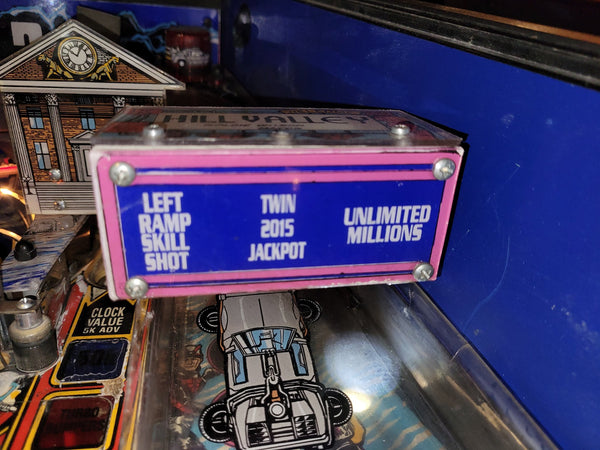 HILL VALLEY
LEFT
RAMP
SKILL
SHOT
TWIN
2015
JACKPOT
UNLIMITED
MILLIONS
CLOCK
VALUE
5K ADV